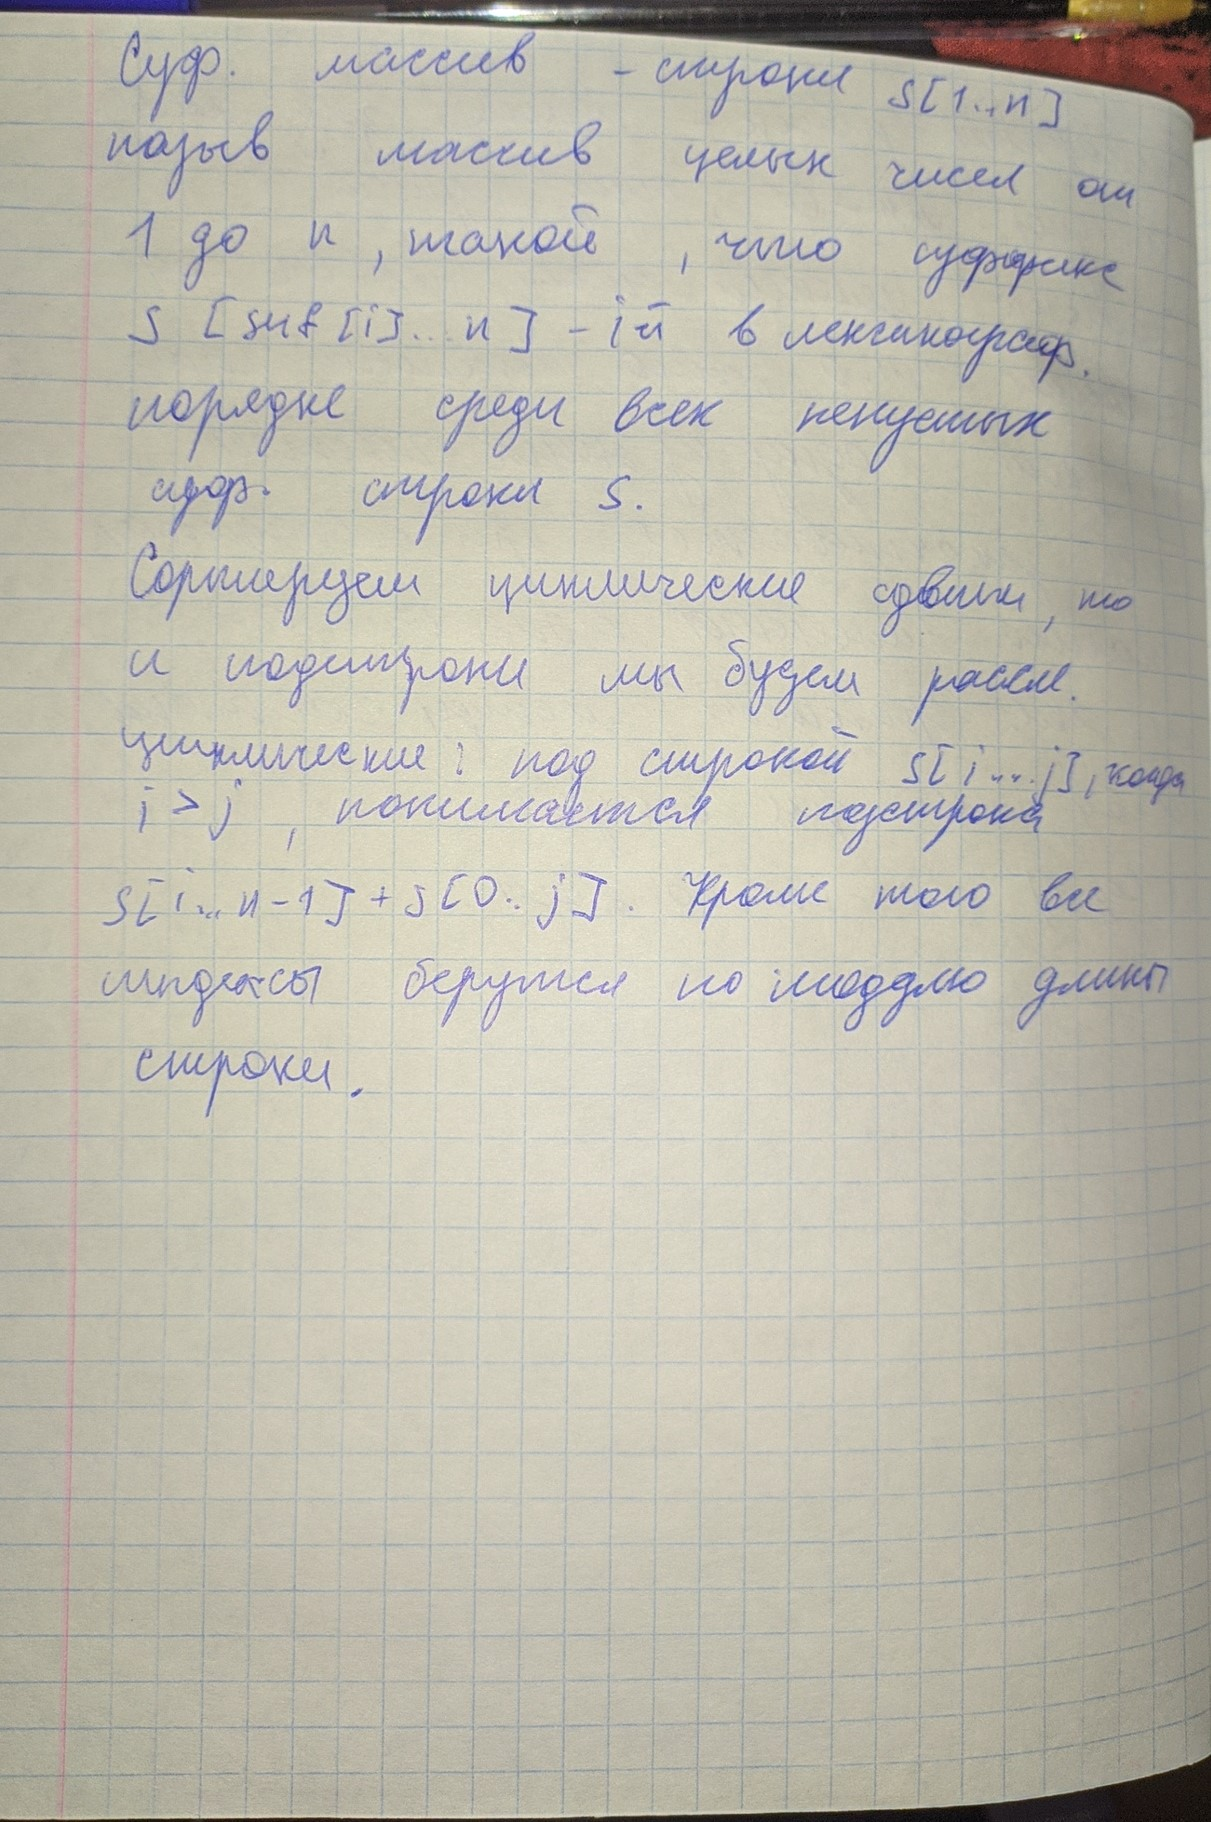 Суф. массив - строки S[1..n]
назыв массив целых чисел от
1 до n, такой, что суффикс
S [suf[i]...n] - iй в лексикограф.
порядке среди всех непустых
суф. строки S.
Сортируем циклические сдвиги, то
и подстроки мы будем рассм.
циклические: под строкой s[i...j], когда
i > j, понимается подстрока
s[i...n-1]+s[0..j]. Кроме того все
индексы берутся по модулю длины
строки.